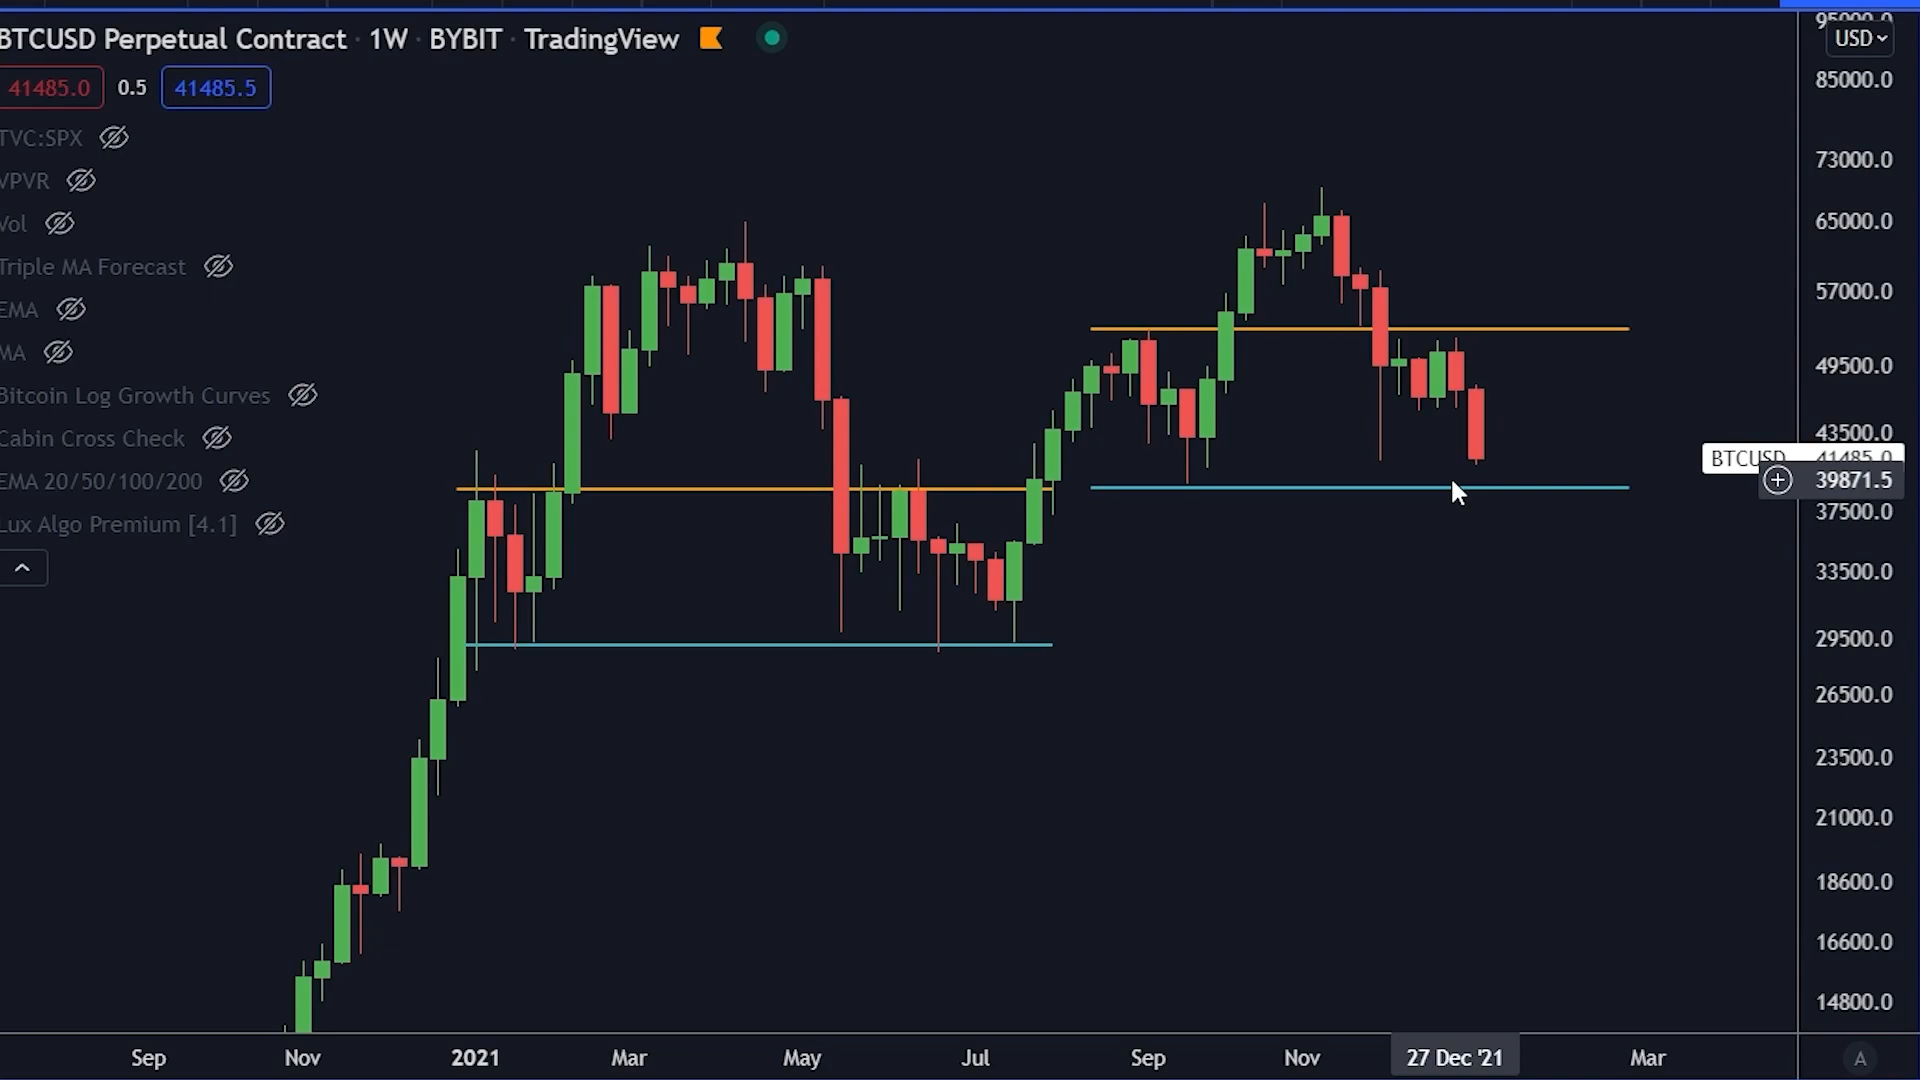 BTCUSD Perpetual Contract · 1W · BYBIT · TradingView
41485.0 0.5 41485.5
TVC:SPX
VPVR
Vol
Triple MA Forecast
EMA
MA
Bitcoin Log Growth Curves
Cabin Cross Check
EMA 20/50/100/200
Lux Algo Premium [4.1]
95000.0
USD
85000.0
73000.0
65000.0
57000.0
49500.0
43500.0
BTCUSD 41485.0
39871.5
37500.0
33500.0
29500.0
26500.0
23500.0
21000.0
18600.0
16600.0
14800.0
Sep Nov 2021 Mar May Jul Sep Nov 27 Dec '21 Mar A